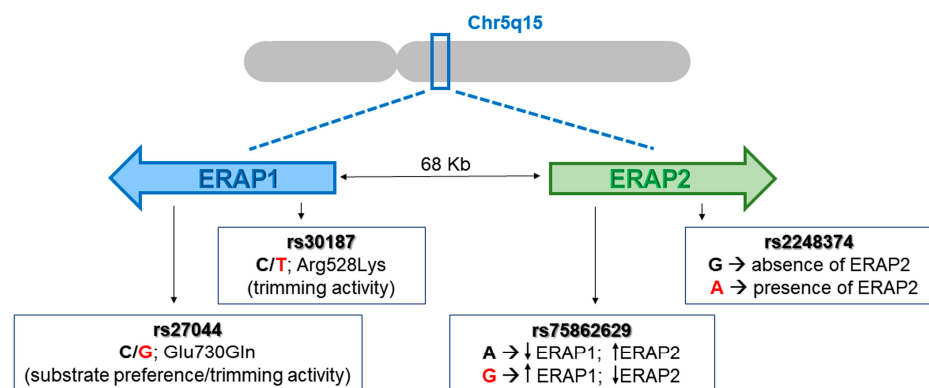 Chr5q15
ERAP1
68 Kb
ERAP2
rs30187
C/T; Arg528Lys
(trimming activity)
rs2248374
G → absence of ERAP2
A → presence of ERAP2
rs27044
C/G; Glu730Gln
(substrate preference/trimming activity)
rs75862629
A → ↓ ERAP1; ↑ERAP2
G → ↑ ERAP1; ↓ERAP2